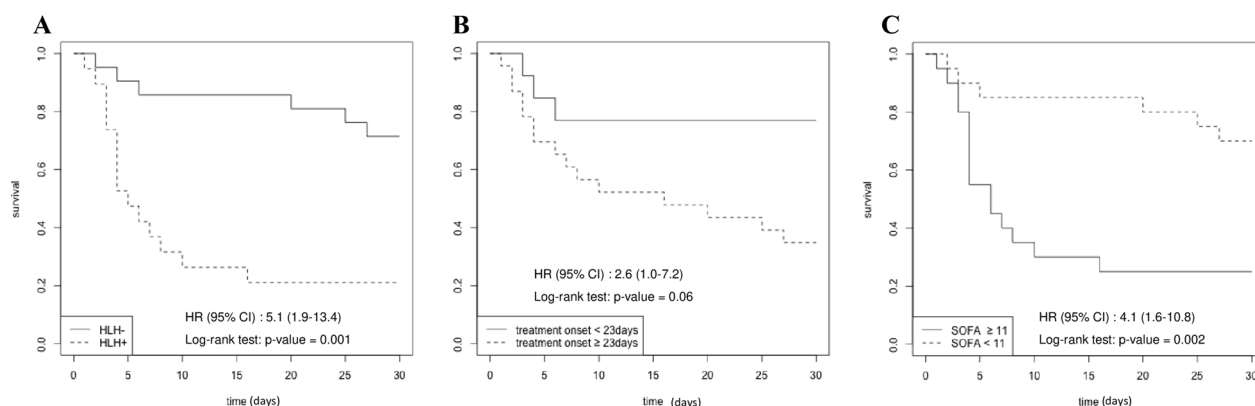 A
survival
1.0
0.8
0.6
0.4
0.2
0.0
HR (95% CI) : 5.1 (1.9-13.4)
Log-rank test: p-value = 0.001
HLH-
HLH+
0 5 10 15 20 25 30
time (days)
B
survival
1.0
0.8
0.6
0.4
0.2
0.0
HR (95% CI) : 2.6 (1.0-7.2)
Log-rank test: p-value = 0.06
treatment onset < 23days
treatment onset ≥ 23days
0 5 10 15 20 25 30
time (days)
C
survival
1.0
0.8
0.6
0.4
0.2
0.0
HR (95% CI) : 4.1 (1.6-10.8)
Log-rank test: p-value = 0.002
SOFA ≥ 11
SOFA < 11
0 5 10 15 20 25 30
time (days)